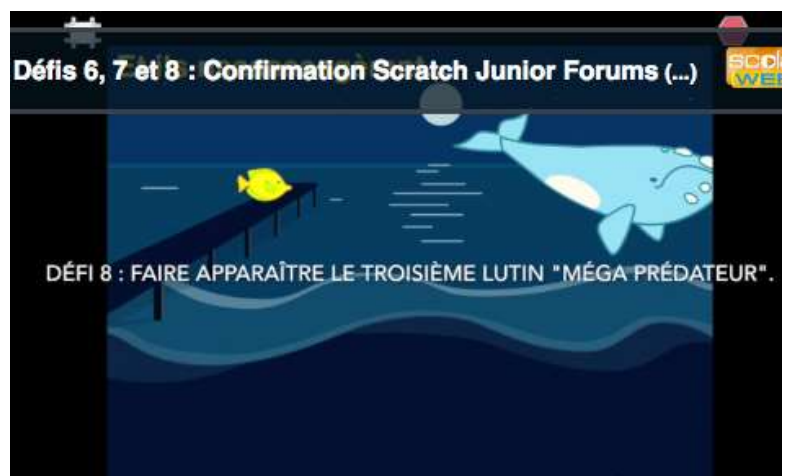 Défis 6, 7 et 8 : Confirmation Scratch Junior Forums (...)
DÉFI 8 : FAIRE APPARAÎTRE LE TROISIÈME LUTIN "MÉGA PRÉDATEUR".